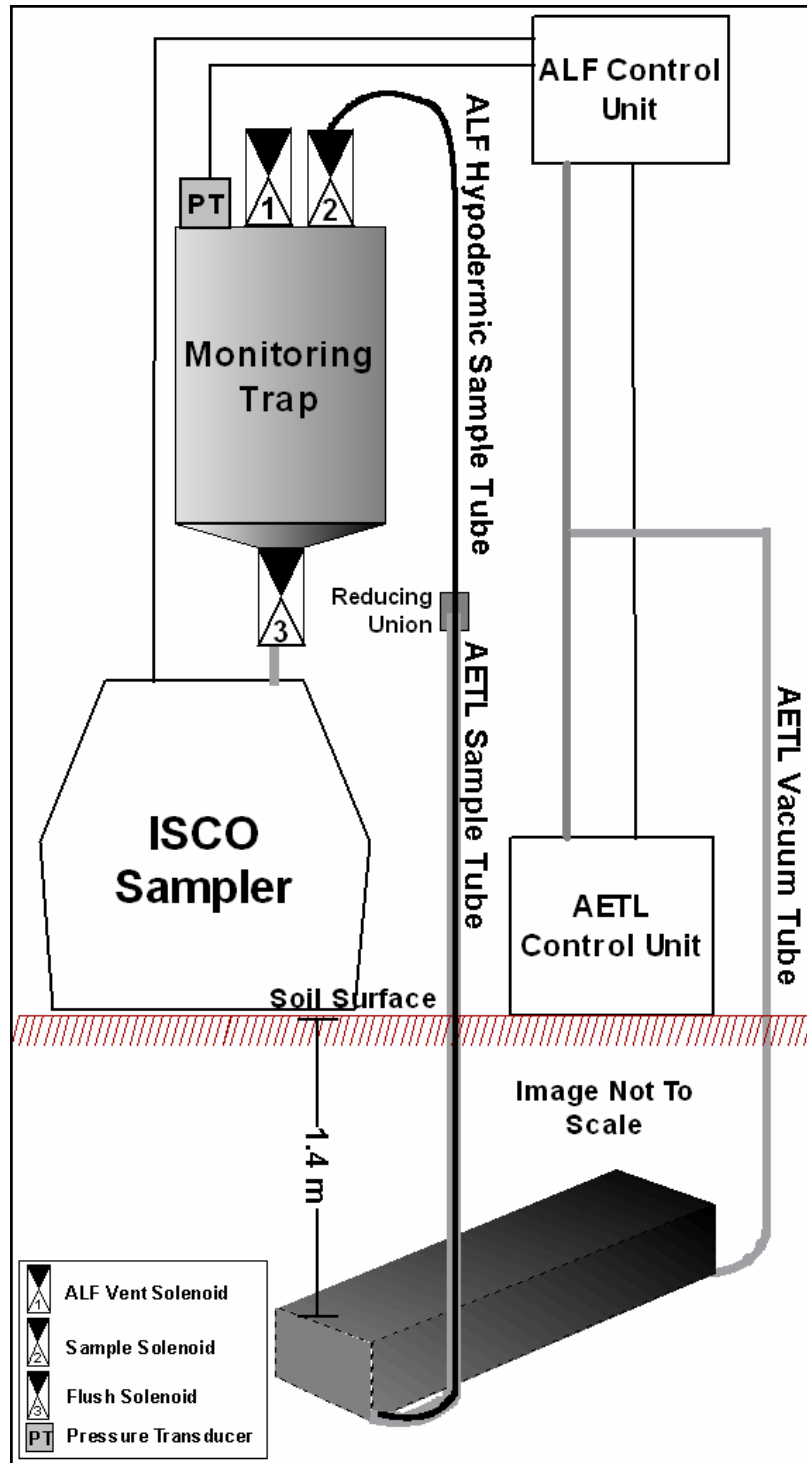 ALF Control
Unit
PT
1
2
ALF Hypodermic Sample Tube
Monitoring
Trap
3
Reducing
Union
AETL Sample Tube
AETL Vacuum Tube
ISCO
Sampler
AETL
Control Unit
Soil Surface
1.4 m
Image Not To
Scale
1 ALF Vent Solenoid
2 Sample Solenoid
3 Flush Solenoid
PT Pressure Transducer